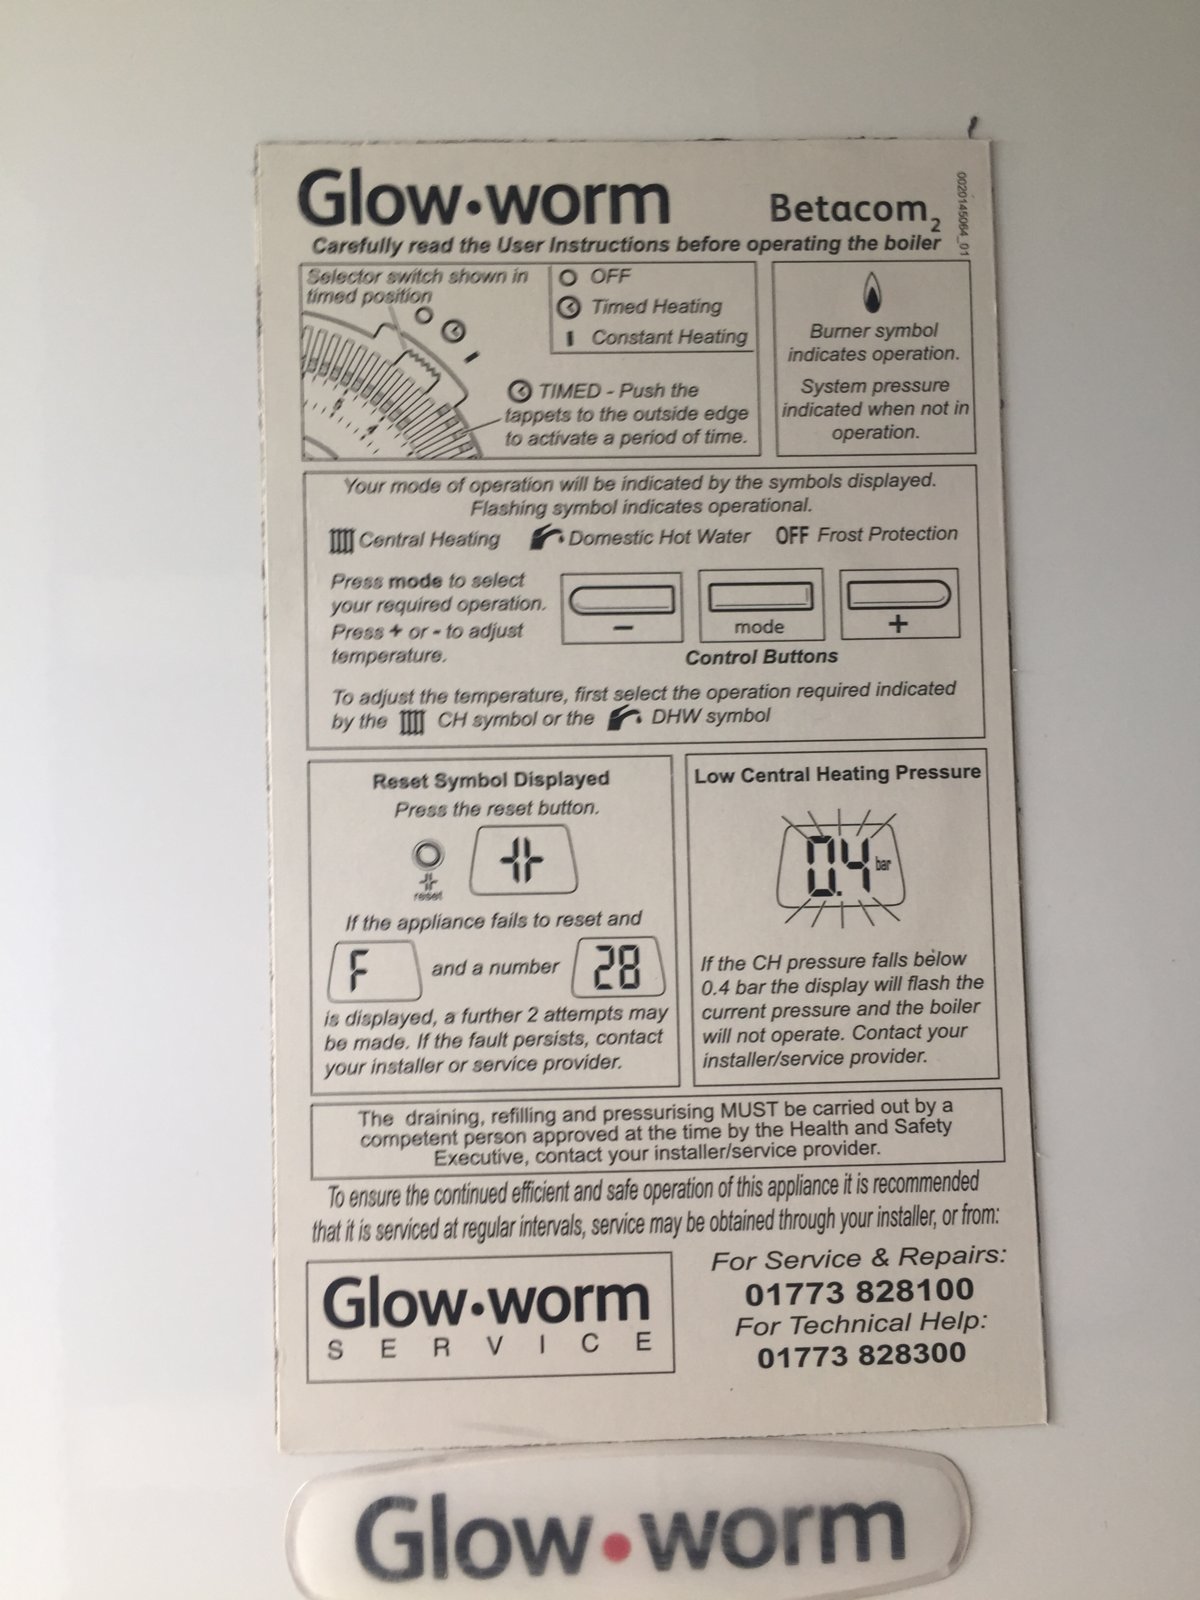 Glow•worm
Betacom2
0020145064_01
Carefully read the User Instructions before operating the boiler
Selector switch shown in
timed position
OFF
Timed Heating
Constant Heating
TIMED - Push the
tappets to the outside edge
to activate a period of time.
Burner symbol
indicates operation.
System pressure
indicated when not in
operation.
Your mode of operation will be indicated by the symbols displayed.
Flashing symbol indicates operational.
Central Heating
Domestic Hot Water
OFF Frost Protection
Press mode to select
your required operation.
Press + or - to adjust
temperature.
−
mode
+
Control Buttons
To adjust the temperature, first select the operation required indicated
by the CH symbol or the DHW symbol
Reset Symbol Displayed
Press the reset button.
reset
If the appliance fails to reset and
F and a number 28
is displayed, a further 2 attempts may
be made. If the fault persists, contact
your installer or service provider.
Low Central Heating Pressure
0.4 bar
If the CH pressure falls below
0.4 bar the display will flash the
current pressure and the boiler
will not operate. Contact your
installer/service provider.
The draining, refilling and pressurising MUST be carried out by a
competent person approved at the time by the Health and Safety
Executive, contact your installer/service provider.
To ensure the continued efficient and safe operation of this appliance it is recommended
that it is serviced at regular intervals, service may be obtained through your installer, or from:
Glow•worm
SERVICE
For Service & Repairs:
01773 828100
For Technical Help:
01773 828300
Glow•worm